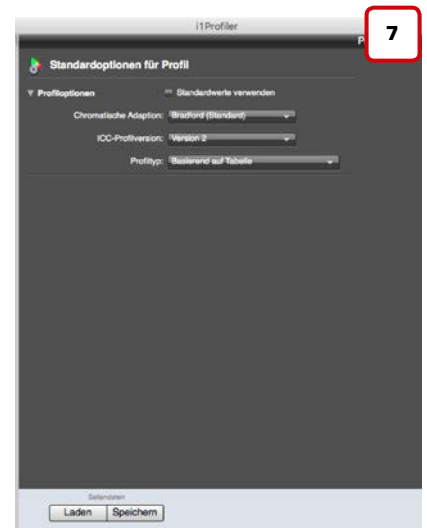 i1Profiler
P
7
Standardoptionen für Profil
Profiloptionen
Standardwerte verwenden
Chromatische Adaption: Bradford (Standard)
ICC-Profilversion: Version 2
Profiltyp: Basierend auf Tabelle
Seitendaten
Laden Speichern